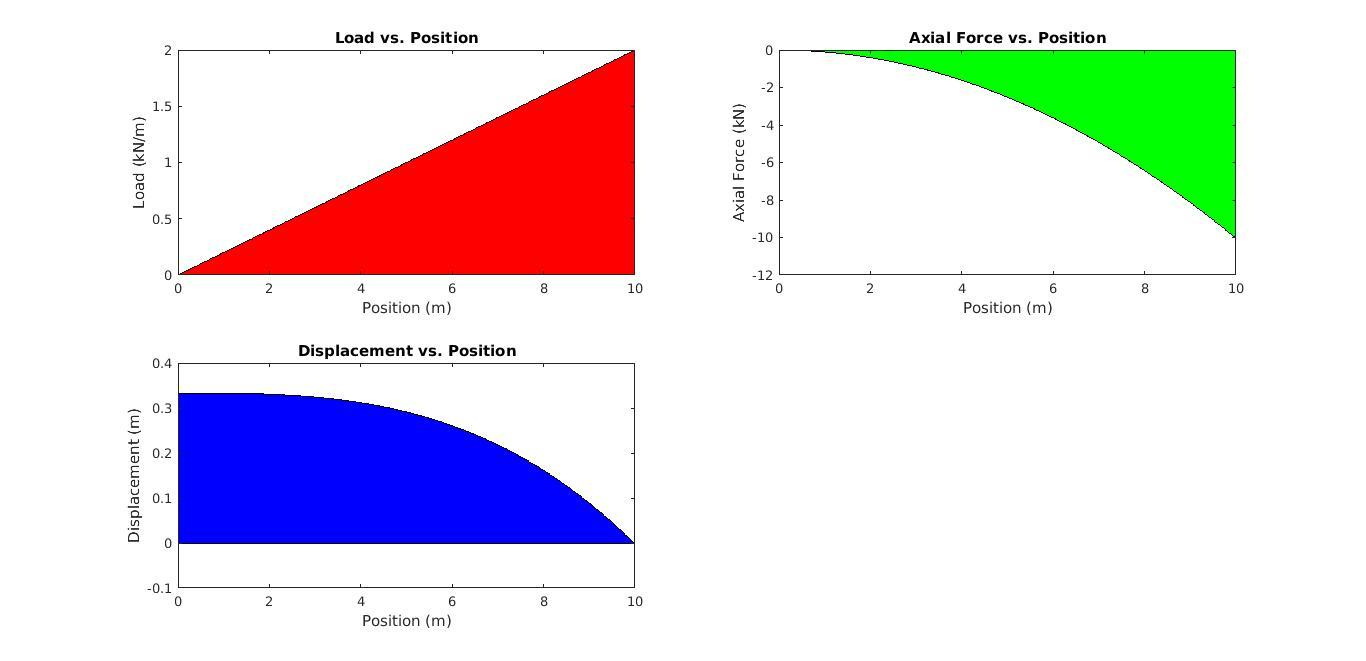 Load vs. Position
2
1.5
1
0.5
0
Load (kN/m)
0 2 4 6 8 10
Position (m)
Axial Force vs. Position
0
-2
-4
-6
-8
-10
-12
Axial Force (kN)
0 2 4 6 8 10
Position (m)
Displacement vs. Position
0.4
0.3
0.2
0.1
0
-0.1
Displacement (m)
0 2 4 6 8 10
Position (m)